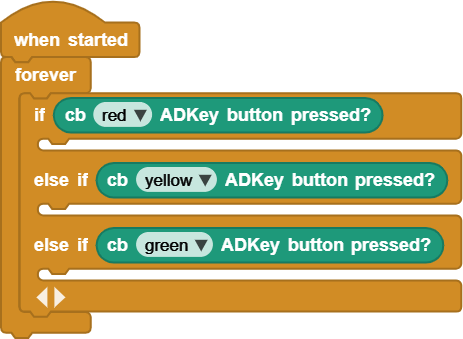 when started
forever
if cb red ▼ ADKey button pressed?
else if cb yellow ▼ ADKey button pressed?
else if cb green ▼ ADKey button pressed?